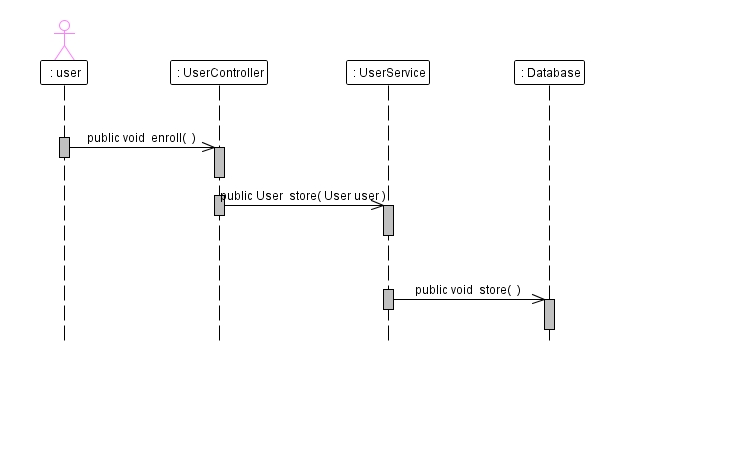 : user
: UserController
: UserService
: Database
public void enroll( )
public User store( User user )
public void store( )